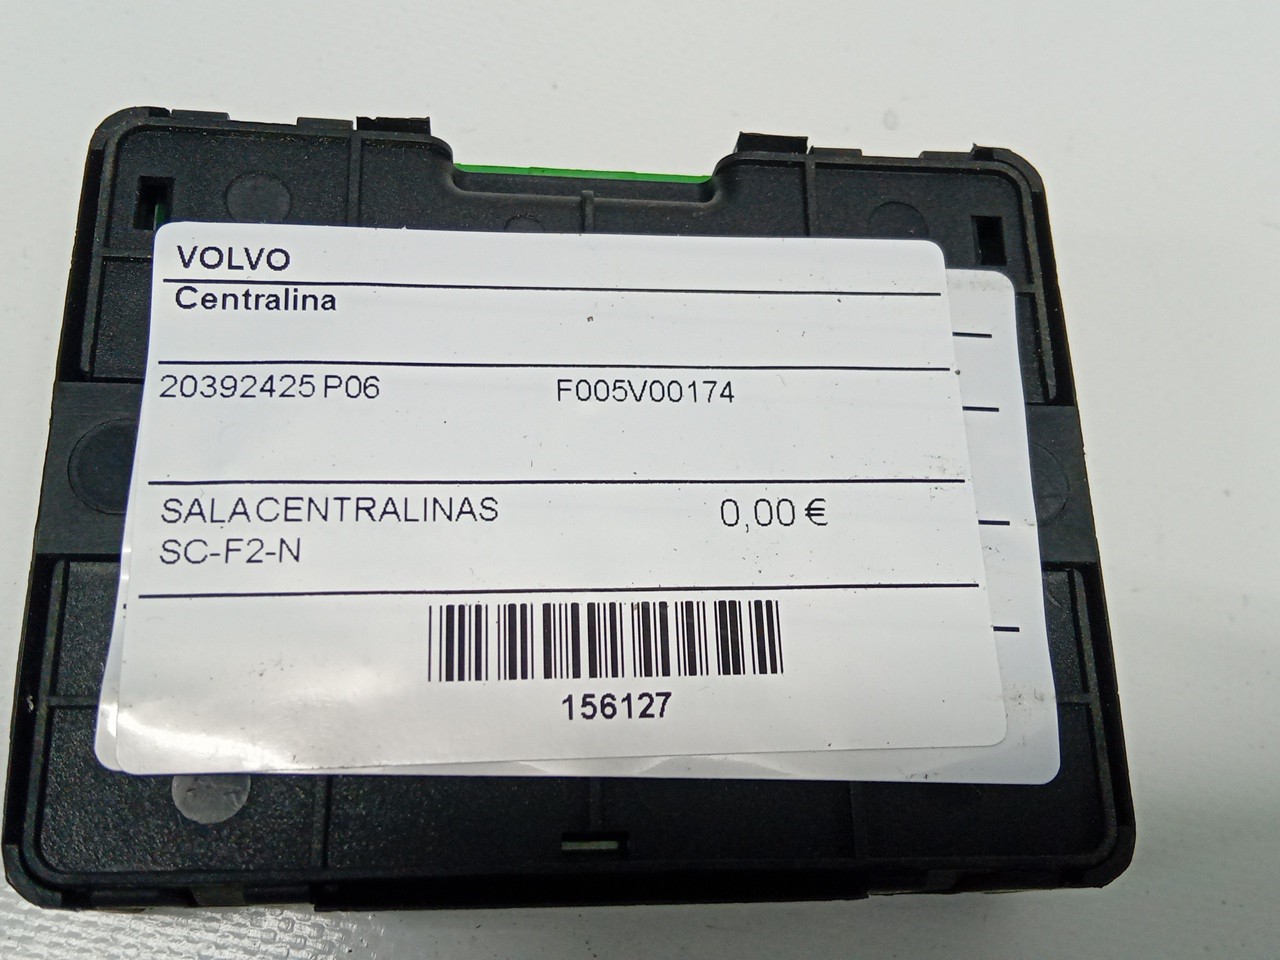 VOLVO
Centralina
20392425 P06 F005V00174
SALACENTRALINAS 0,00 €
SC-F2-N
156127